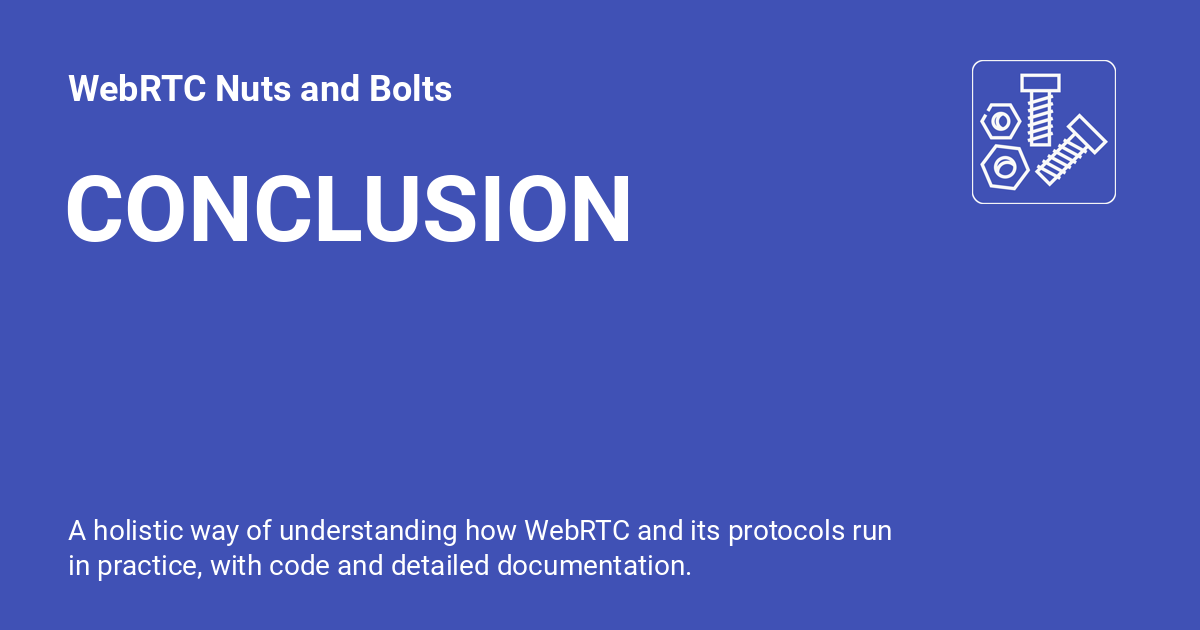 WebRTC Nuts and Bolts
CONCLUSION
A holistic way of understanding how WebRTC and its protocols run
in practice, with code and detailed documentation.